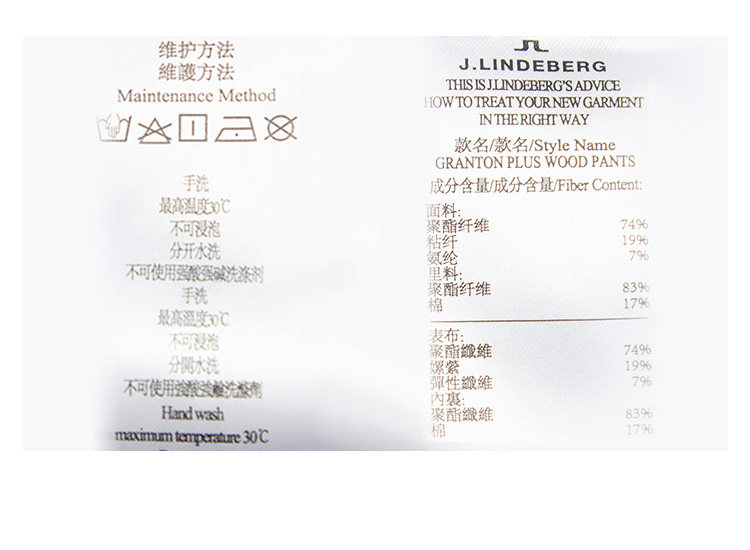 维护方法
維護方法
Maintenance Method
手洗
最高温度30℃
不可浸泡
分开水洗
不可使用强酸强碱洗涤剂
手洗
最高溫度30℃
不可浸泡
分開水洗
不可使用強酸強鹼洗滌劑
Hand wash
maximum temperature 30℃
J.LINDEBERG
THIS IS J.LINDEBERG'S ADVICE
HOW TO TREAT YOUR NEW GARMENT
IN THE RIGHT WAY
款名/款名/Style Name
GRANTON PLUS WOOD PANTS
成分含量/成分含量/Fiber Content:
面料:
聚酯纤维 74%
粘纤 19%
氨纶 7%
里料:
聚酯纤维 83%
棉 17%
表布:
聚酯纖維 74%
嫘縈 19%
彈性纖維 7%
內裏:
聚酯纖維 83%
棉 17%